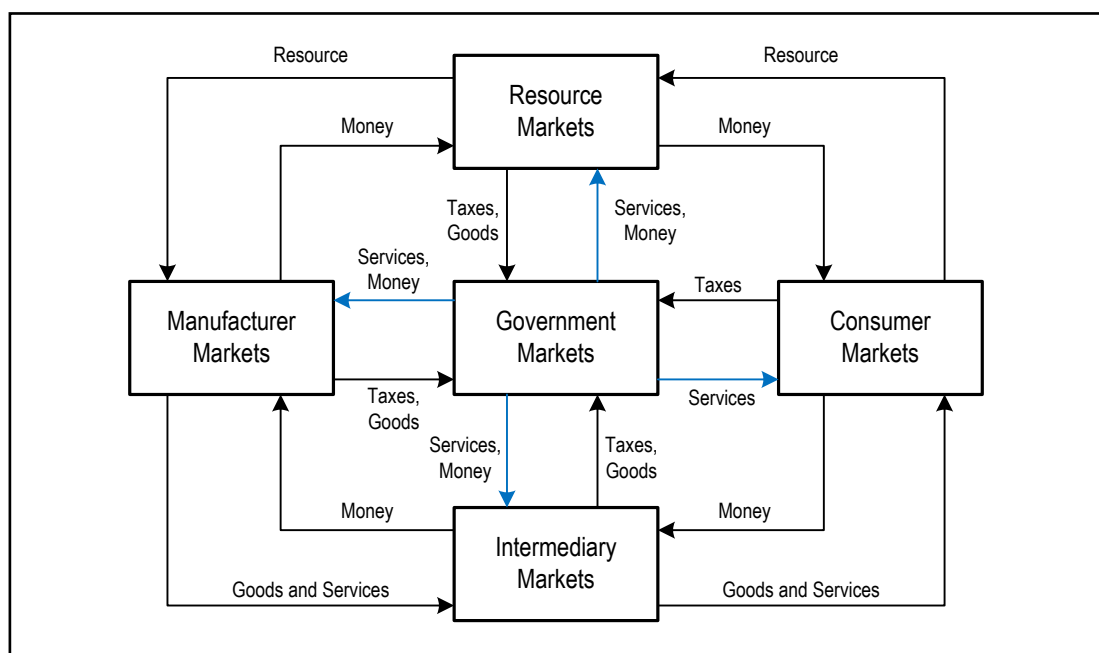 Resource
Resource
Resource
Markets
Money
Money
Taxes,
Goods
Services,
Money
Services,
Money
Taxes
Manufacturer
Markets
Government
Markets
Consumer
Markets
Taxes,
Goods
Services
Services,
Money
Taxes,
Goods
Money
Money
Intermediary
Markets
Goods and Services
Goods and Services